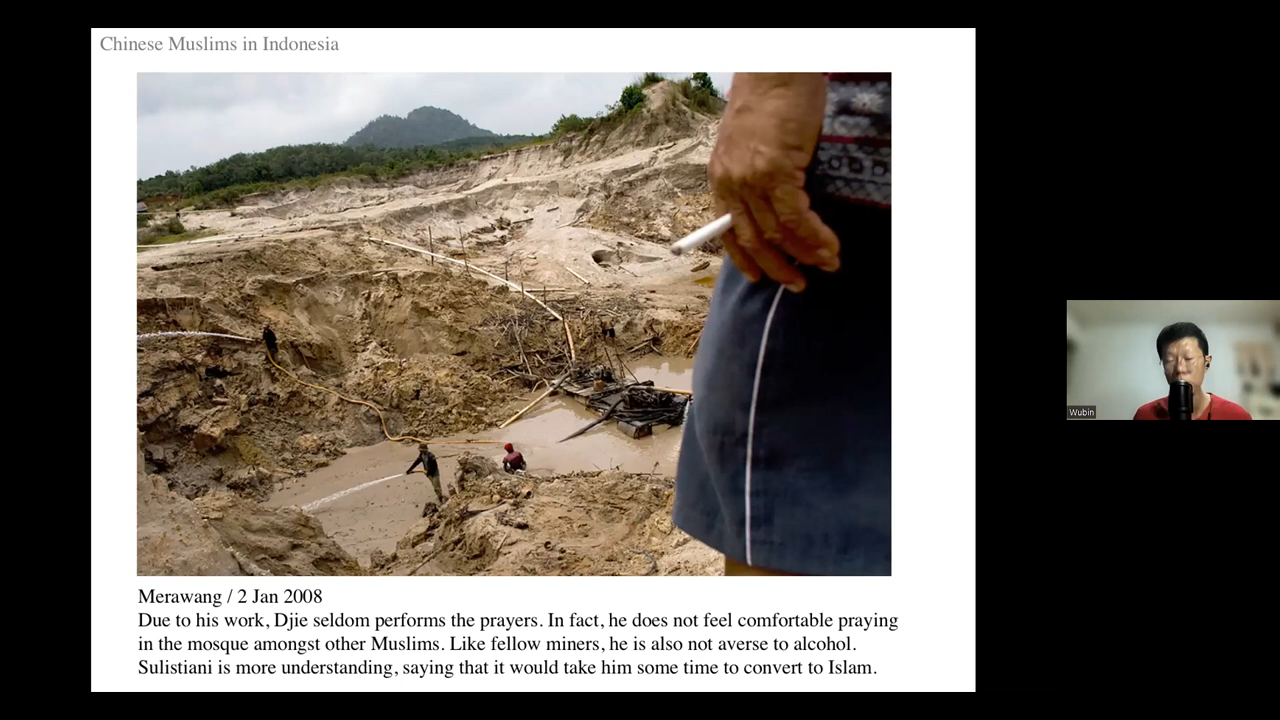 Chinese Muslims in Indonesia
Merawang / 2 Jan 2008
Due to his work, Djie seldom performs the prayers. In fact, he does not feel comfortable praying
in the mosque amongst other Muslims. Like fellow miners, he is also not averse to alcohol.
Sulistiani is more understanding, saying that it would take him some time to convert to Islam.
Wubin